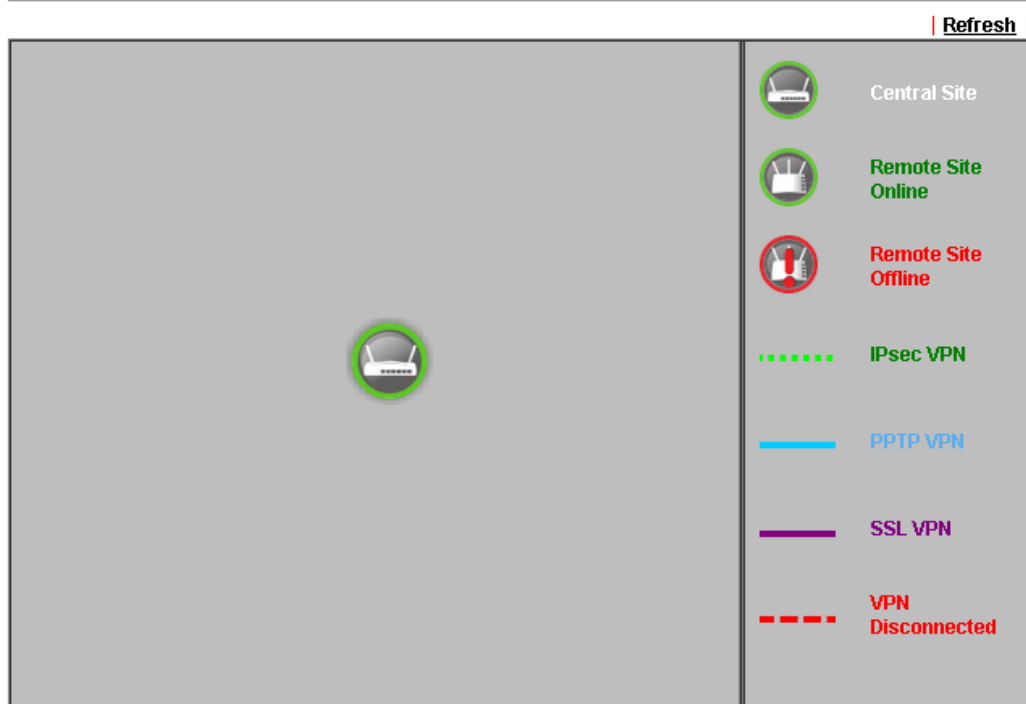 | Refresh
Central Site
Remote Site
Online
Remote Site
Offline
IPsec VPN
PPTP VPN
SSL VPN
VPN
Disconnected